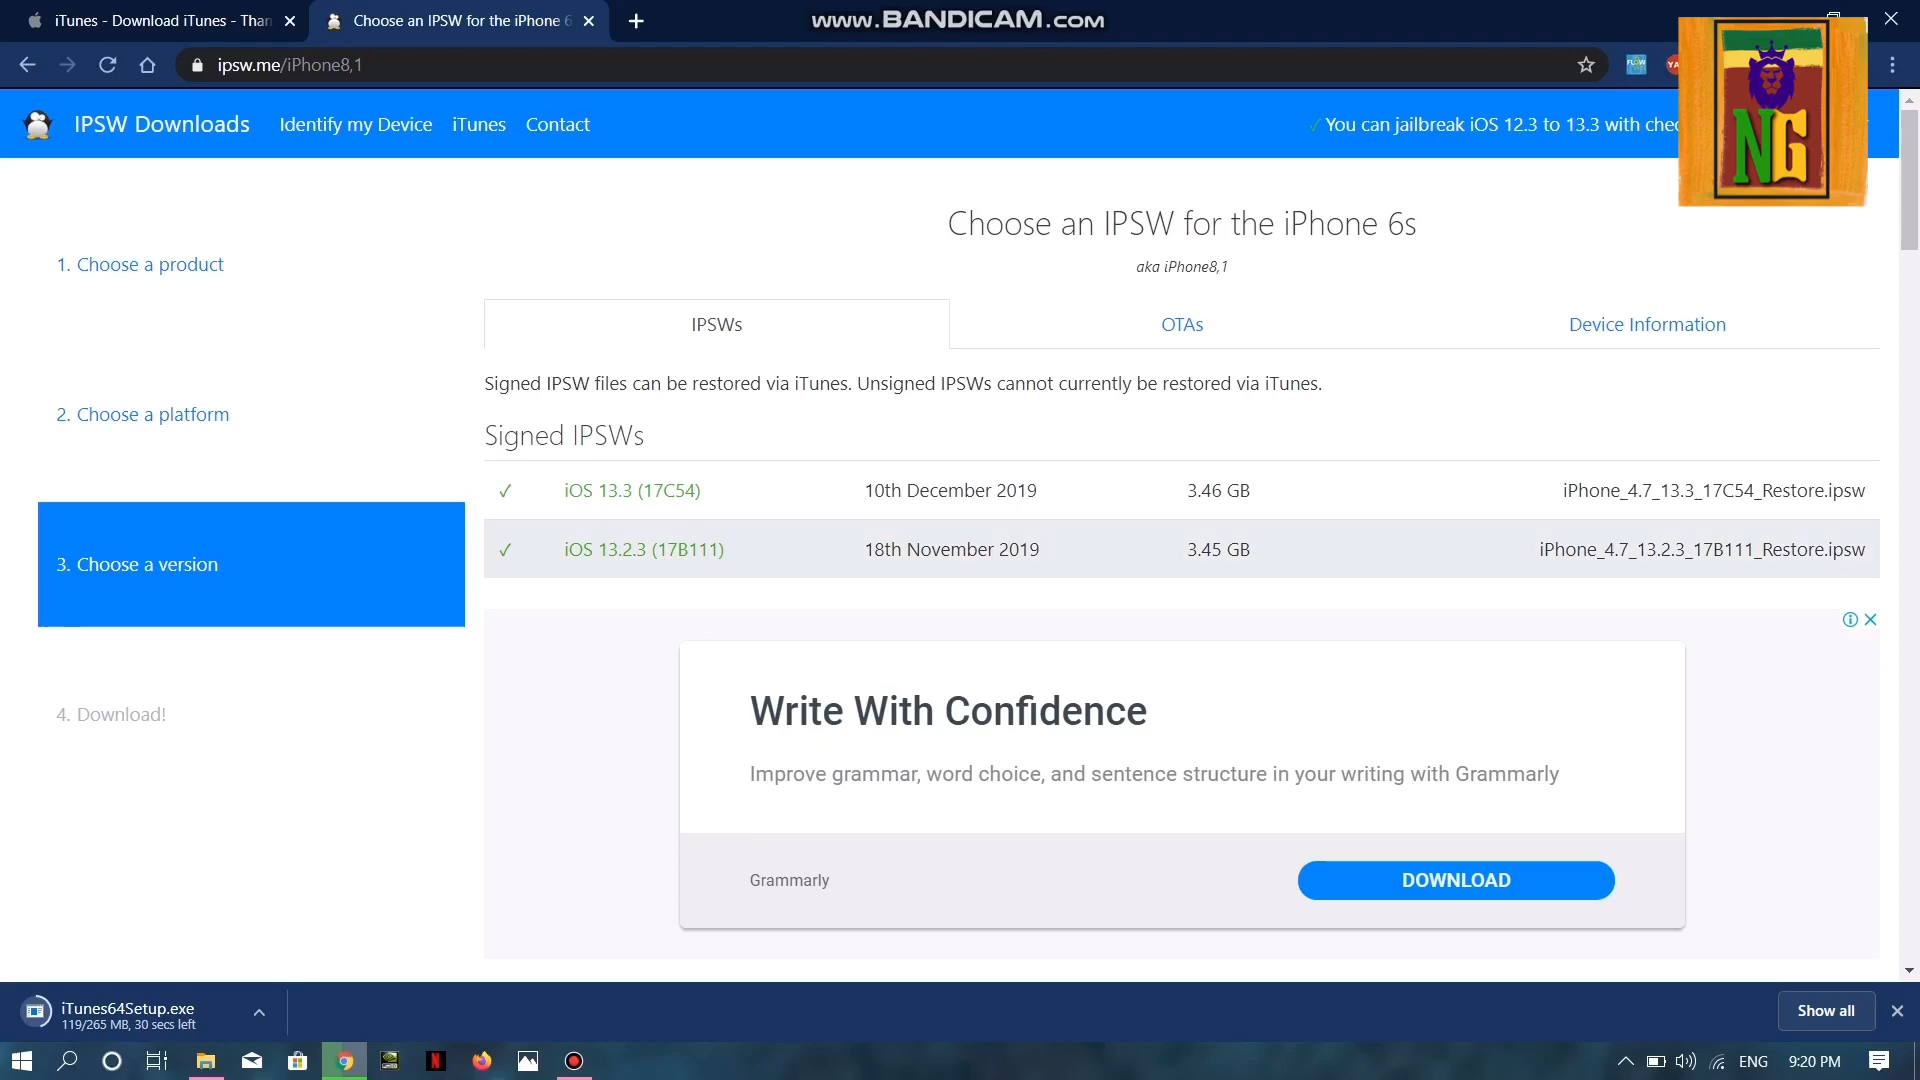 iTunes - Download iTunes - Than
Choose an IPSW for the iPhone 6
www.BANDICAM.com
ipsw.me/iPhone8,1
FLOW
YA
IPSW Downloads
Identify my Device
iTunes
Contact
✓ You can jailbreak iOS 12.3 to 13.3 with chec
NG
Choose an IPSW for the iPhone 6s
aka iPhone8,1
1. Choose a product
2. Choose a platform
3. Choose a version
4. Download!
IPSWs
OTAs
Device Information
Signed IPSW files can be restored via iTunes. Unsigned IPSWs cannot currently be restored via iTunes.
Signed IPSWs
✓ iOS 13.3 (17C54) 10th December 2019 3.46 GB iPhone_4.7_13.3_17C54_Restore.ipsw
✓ iOS 13.2.3 (17B111) 18th November 2019 3.45 GB iPhone_4.7_13.2.3_17B111_Restore.ipsw
Write With Confidence
Improve grammar, word choice, and sentence structure in your writing with Grammarly
Grammarly
DOWNLOAD
iTunes64Setup.exe
119/265 MB, 30 secs left
Show all
ENG
9:20 PM